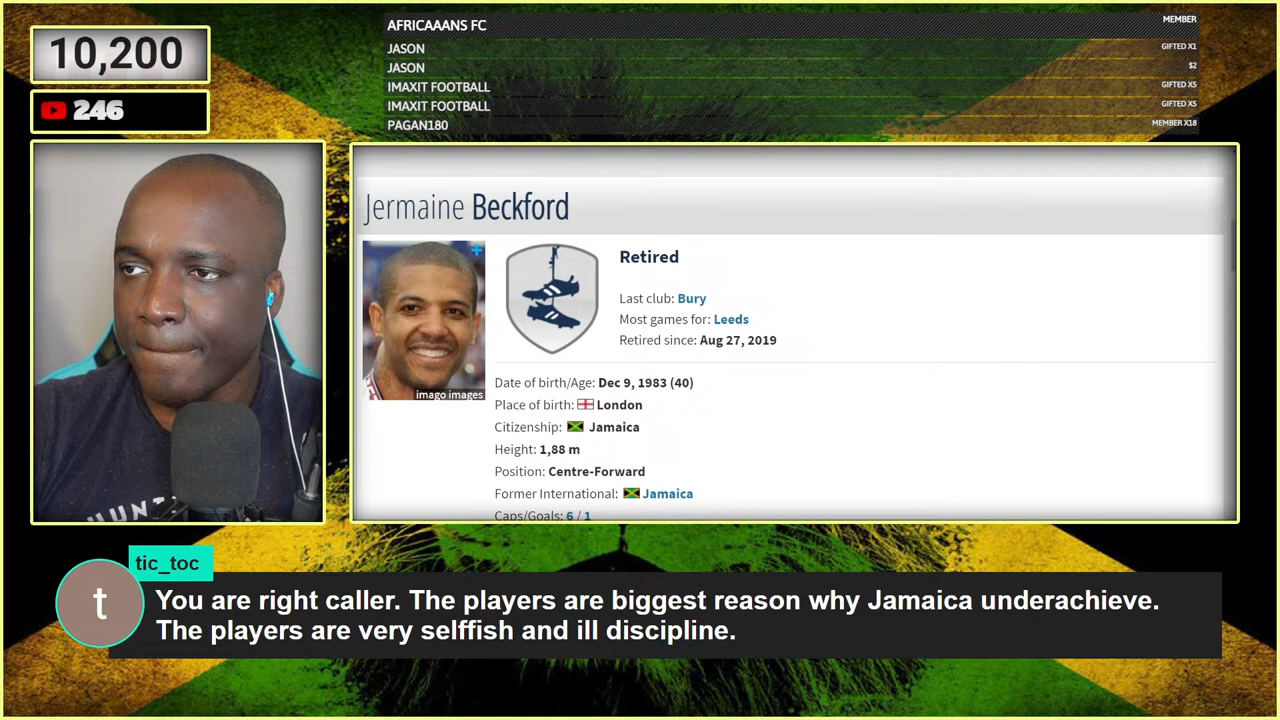 10,200
246
AFRICAAANS FC MEMBER
JASON GIFTED X1
JASON $2
IMAXIT FOOTBALL GIFTED X5
IMAXIT FOOTBALL GIFTED X5
PAGAN180 MEMBER X18
Jermaine Beckford
imago images
Retired
Last club: Bury
Most games for: Leeds
Retired since: Aug 27, 2019
Date of birth/Age: Dec 9, 1983 (40)
Place of birth: London
Citizenship: Jamaica
Height: 1,88 m
Position: Centre-Forward
Former International: Jamaica
Caps/Goals: 6 / 1
HUNT
tic_toc
t
You are right caller. The players are biggest reason why Jamaica underachieve.
The players are very selffish and ill discipline.